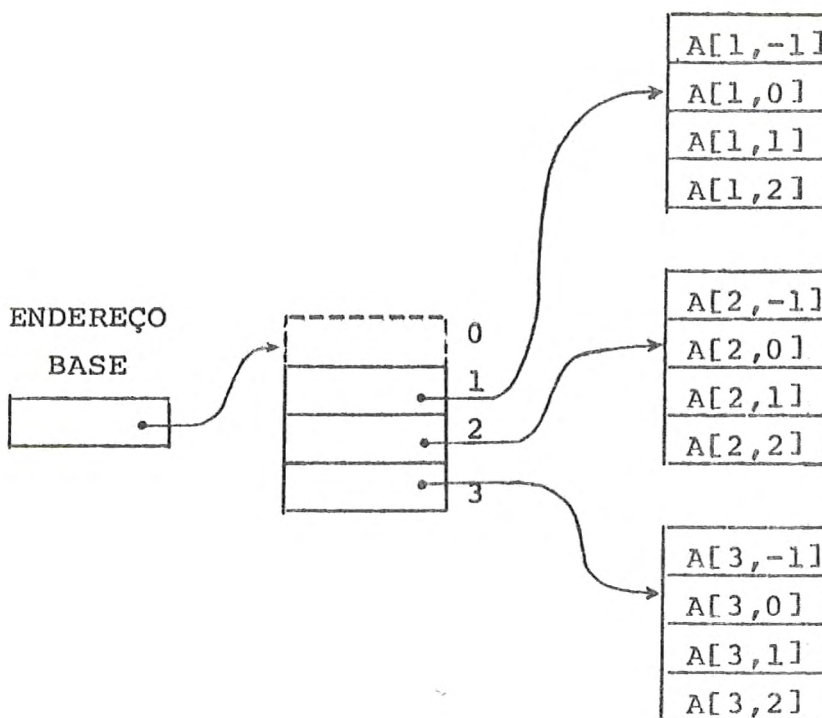 A[1,-1]
A[1,0]
A[1,1]
A[1,2]
ENDEREÇO
BASE
0
1
2
3
A[2,-1]
A[2,0]
A[2,1]
A[2,2]
A[3,-1]
A[3,0]
A[3,1]
A[3,2]